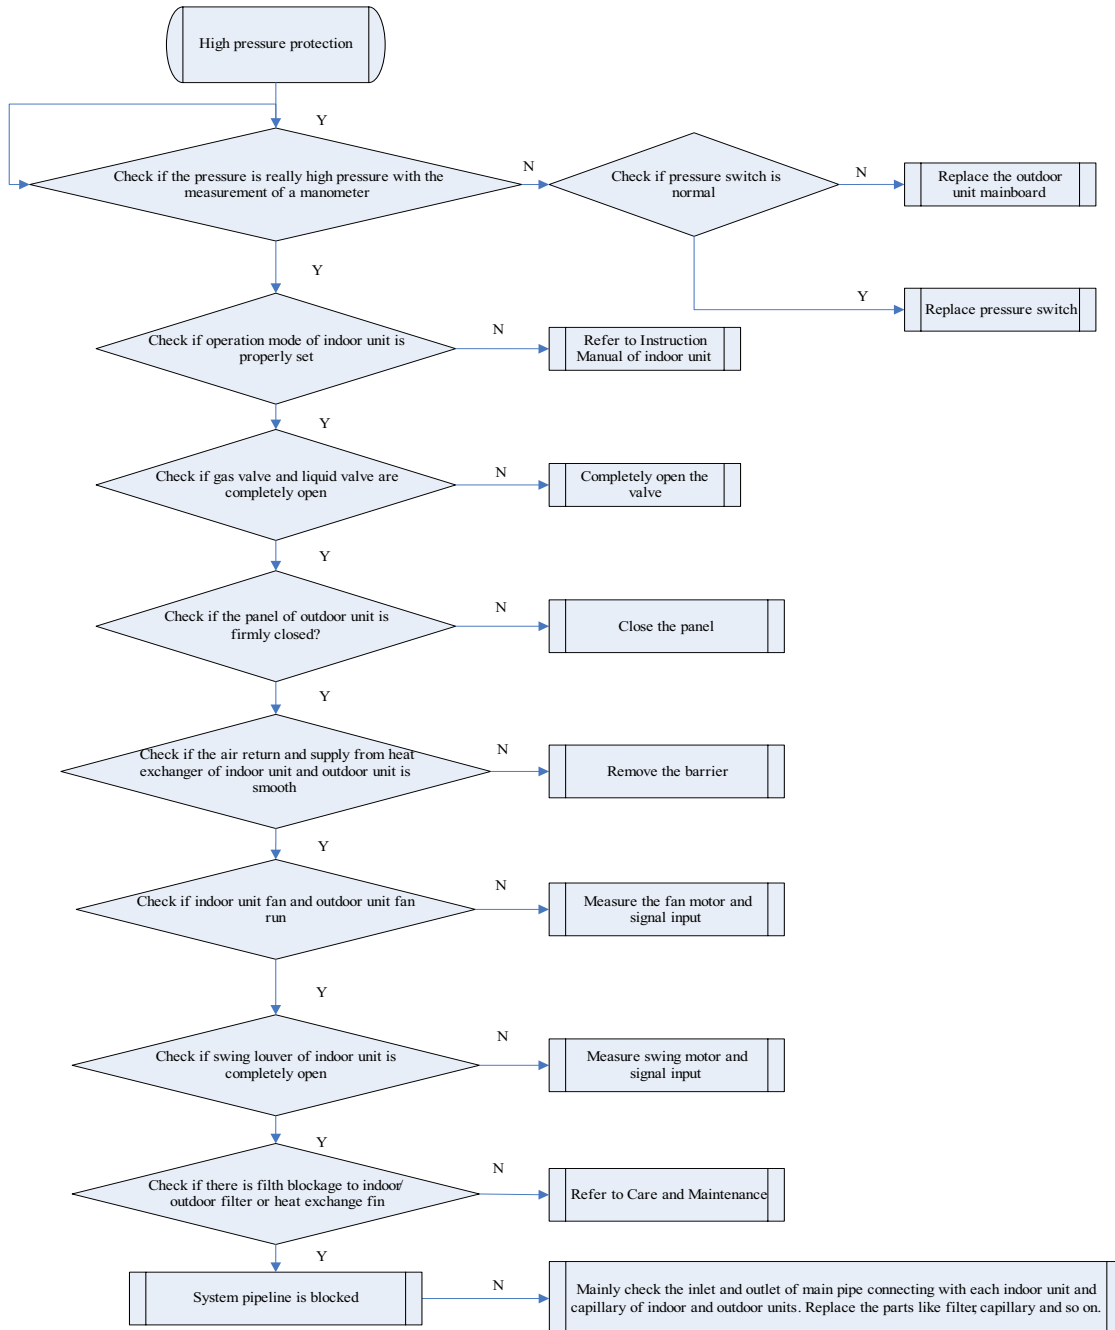 High pressure protection
Y
Check if the pressure is really high pressure with the
measurement of a manometer
N
Check if pressure switch is
normal
N
Replace the outdoor
unit mainboard
Y
Y
Replace pressure switch
Check if operation mode of indoor unit is
properly set
N
Refer to Instruction
Manual of indoor unit
Y
Check if gas valve and liquid valve are
completely open
N
Completely open the
valve
Y
Check if the panel of outdoor unit is
firmly closed?
N
Close the panel
Y
Check if the air return and supply from heat
exchanger of indoor unit and outdoor unit is
smooth
N
Remove the barrier
Y
Check if indoor unit fan and outdoor unit fan
run
N
Measure the fan motor and
signal input
Y
Check if swing louver of indoor unit is
completely open
N
Measure swing motor and
signal input
Y
Check if there is filth blockage to indoor/
outdoor filter or heat exchange fin
N
Refer to Care and Maintenance
Y
System pipeline is blocked
N
Mainly check the inlet and outlet of main pipe connecting with each indoor unit and
capillary of indoor and outdoor units. Replace the parts like filter, capillary and so on.